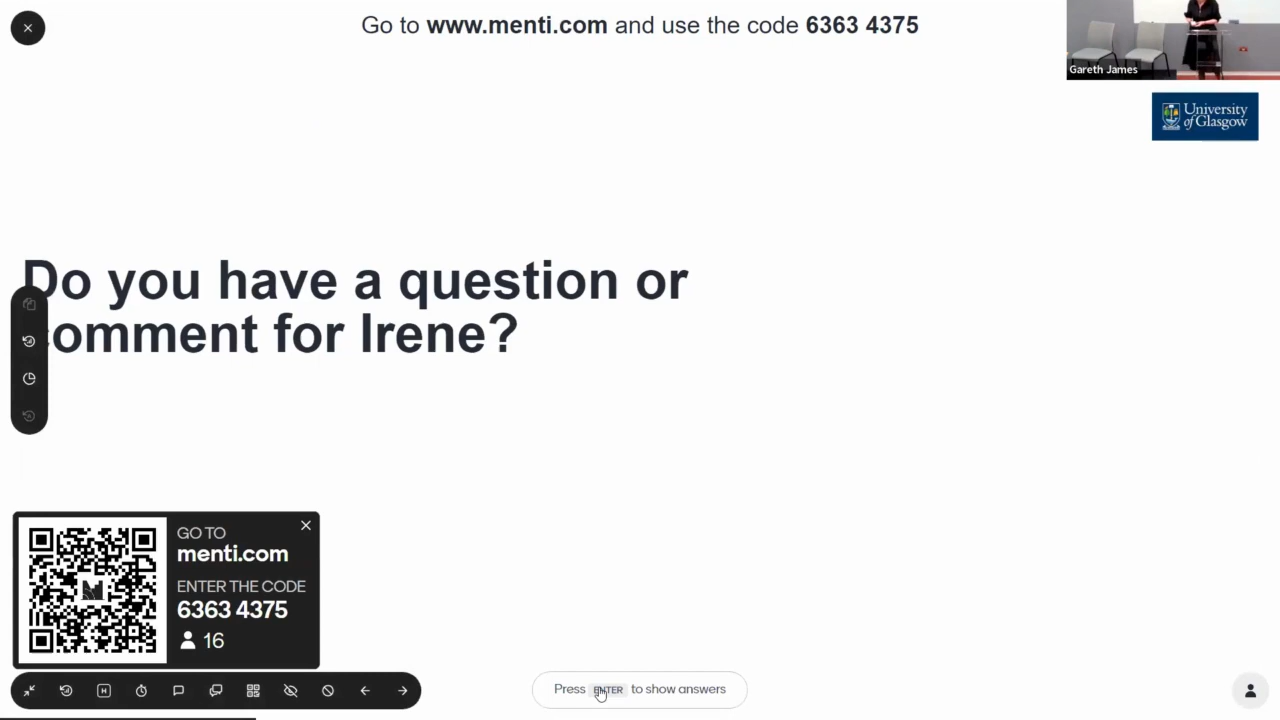 Go to www.menti.com and use the code 6363 4375
Gareth James
University
of Glasgow
Do you have a question or
comment for Irene?
GO TO
menti.com
ENTER THE CODE
6363 4375
16
Press ENTER to show answers